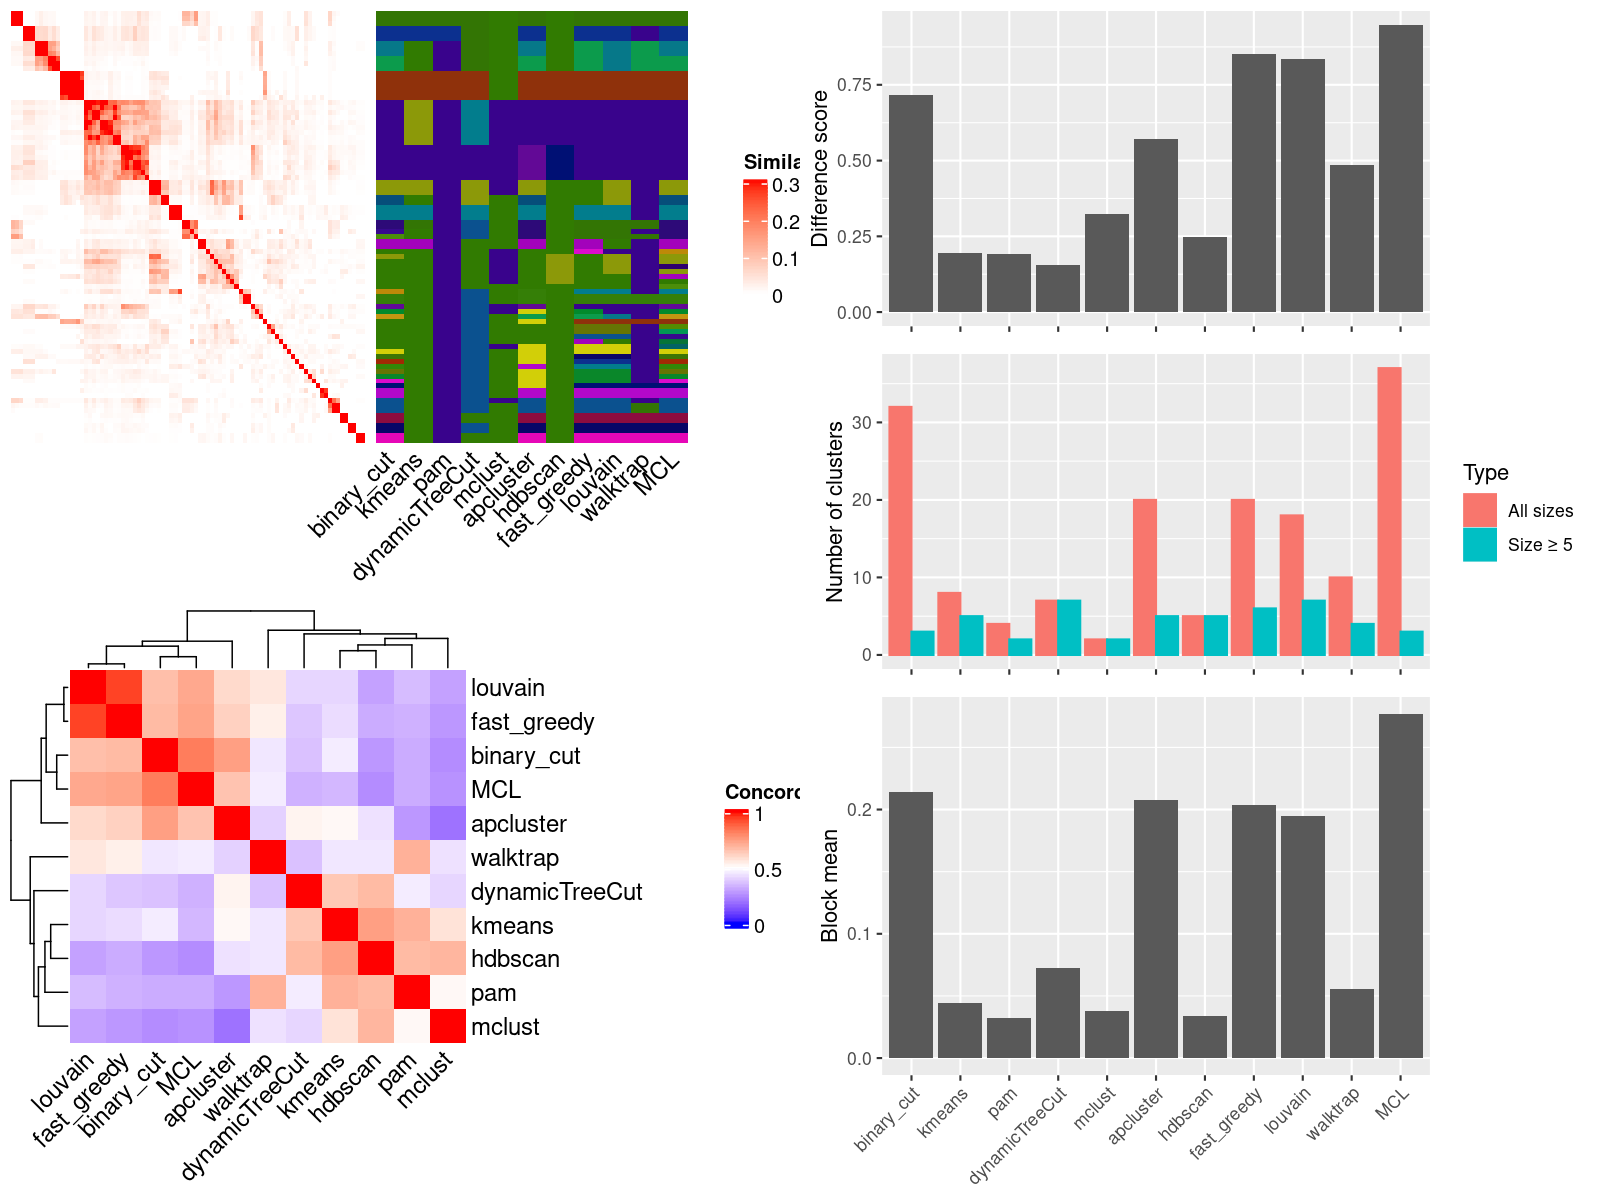 Simila
0.3
0.2
0.1
0
binary_cut
kmeans
pam
dynamicTreeCut
mclust
apcluster
hdbscan
fast_greedy
louvain
walktrap
MCL
louvain
fast_greedy
binary_cut
MCL
apcluster
walktrap
dynamicTreeCut
kmeans
hdbscan
pam
mclust
louvain
fast_greedy
binary_cut
MCL
apcluster
walktrap
dynamicTreeCut
kmeans
hdbscan
pam
mclust
Concord
1
0.5
0
Difference score
0.75
0.50
0.25
0.00
Number of clusters
30
20
10
0
Type
All sizes
Size ≥ 5
Block mean
0.2
0.1
0.0
binary_cut
kmeans
pam
dynamicTreeCut
mclust
apcluster
hdbscan
fast_greedy
louvain
walktrap
MCL